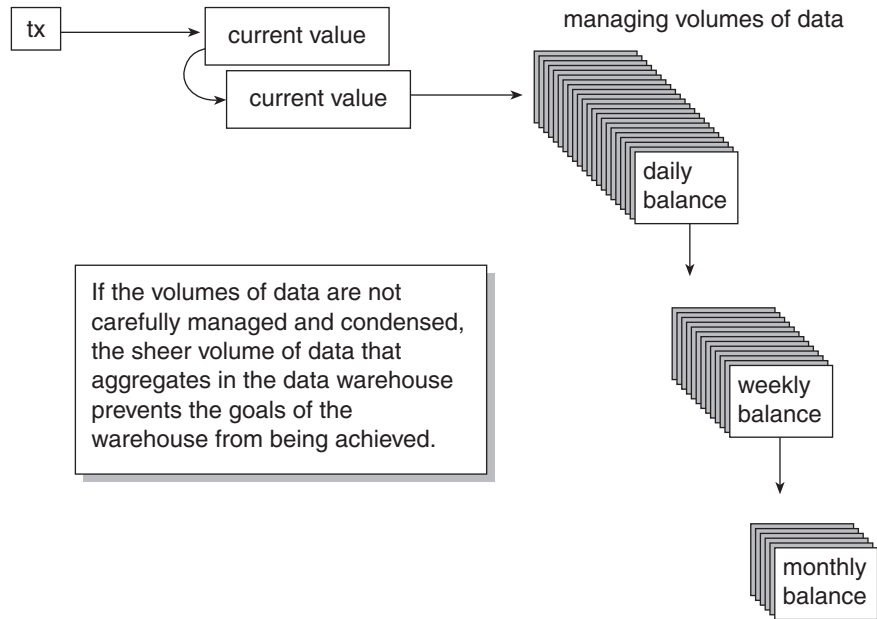 tx
current value
managing volumes of data
current value
daily
balance
If the volumes of data are not
carefully managed and condensed,
the sheer volume of data that
aggregates in the data warehouse
prevents the goals of the
warehouse from being achieved.
weekly
balance
monthly
balance